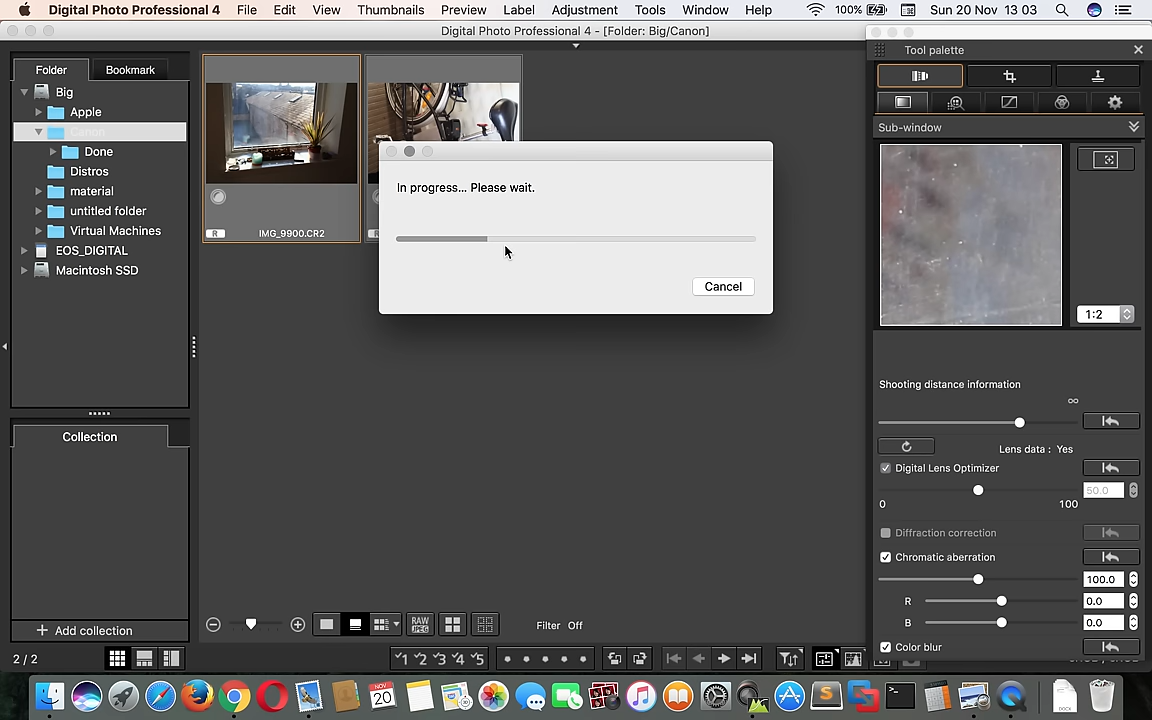 Digital Photo Professional 4 File Edit View Thumbnails Preview Label Adjustment Tools Window Help 100% Sun 20 Nov 13 03
Digital Photo Professional 4 - [Folder: Big/Canon]
Tool palette
Folder Bookmark
Big
Apple
Canon
Done
Distros
material
untitled folder
Virtual Machines
EOS_DIGITAL
Macintosh SSD
Collection
+ Add collection
2 / 2
R IMG_9900.CR2
R
In progress... Please wait.
Cancel
Filter Off
RAW
JPEG
1 2 3 4 5
Sub-window
1:2
Shooting distance information
∞
Lens data : Yes
Digital Lens Optimizer
50.0
0 100
Diffraction correction
Chromatic aberration
100.0
R 0.0
B 0.0
Color blur
NOV
20
DOCX